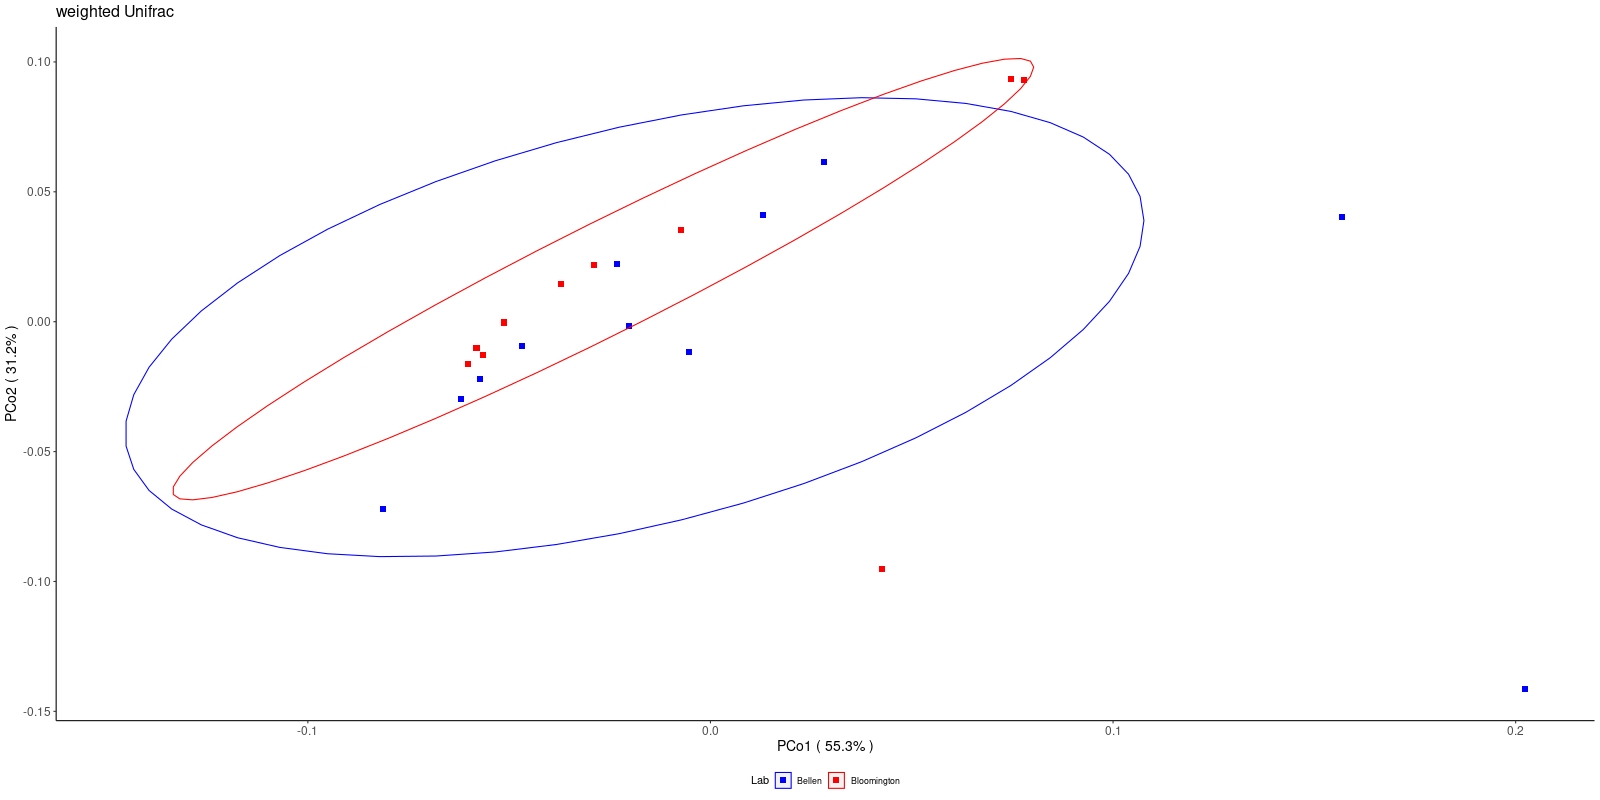 weighted Unifrac
0.10
0.05
0.00
-0.05
-0.10
-0.15
PCo2 ( 31.2% )
-0.1
0.0
0.1
0.2
PCo1 ( 55.3% )
Lab Bellen Bloomington